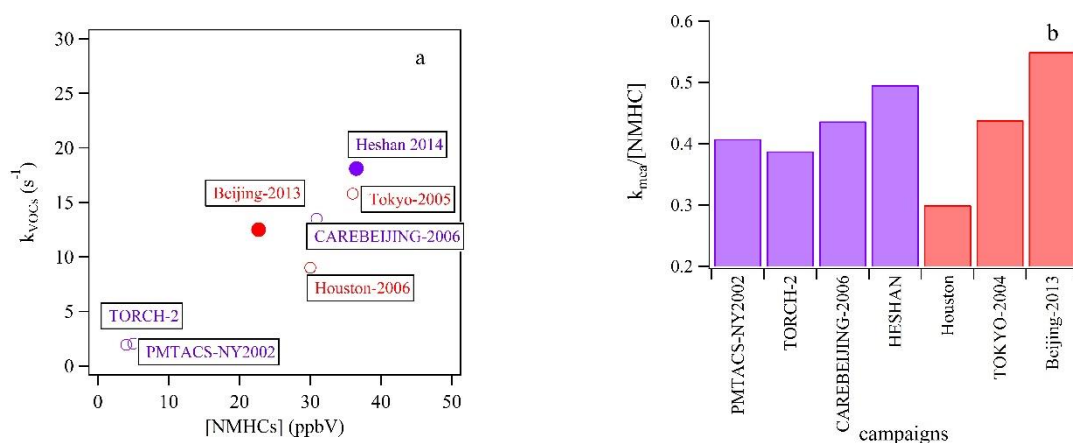 a
30
25
20
15
10
5
0
k_VOCs (s⁻¹)
Heshan 2014
Beijing-2013
Tokyo-2005
CAREBEIJING-2006
Houston-2006
TORCH-2
PMTACS-NY2002
0 10 20 30 40 50
[NMHCs] (ppbV)
b
0.6
0.5
0.4
0.3
0.2
k_mea/[NMHC]
PMTACS-NY2002
TORCH-2
CAREBEIJING-2006
HESHAN
Houston
TOKYO-2004
Beijing-2013
campaigns